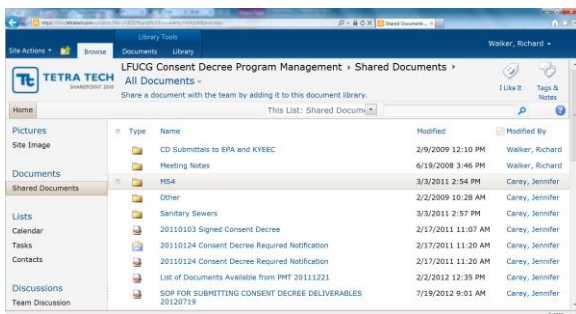 Library Tools
Site Actions
Browse
Documents
Library
Walker, Richard
TETRA TECH
SHAREPOINT 2010
LFUCG Consent Decree Program Management › Shared Documents ›
All Documents
Share a document with the team by adding it to this document library.
I Like It
Tags & Notes
Home
This List: Shared Docum
Pictures
Site Image
Documents
Shared Documents
Lists
Calendar
Tasks
Contacts
Discussions
Team Discussion
Type Name Modified Modified By
CD Submittals to EPA and KYEEC 2/9/2009 12:10 PM Walker, Richard
Meeting Notes 6/19/2008 3:46 PM Walker, Richard
MS4 3/3/2011 2:54 PM Carey, Jennifer
Other 2/2/2009 10:28 AM Carey, Jennifer
Sanitary Sewers 3/3/2011 2:57 PM Carey, Jennifer
20110103 Signed Consent Decree 2/17/2011 11:07 AM Carey, Jennifer
20110124 Consent Decree Required Notification 2/17/2011 11:20 AM Carey, Jennifer
20110124 Consent Decree Required Notification 2/17/2011 11:20 AM Carey, Jennifer
List of Documents Available from PMT 20111221 2/2/2012 12:35 PM Carey, Jennifer
SOP FOR SUBMITTING CONSENT DECREE DELIVERABLES 7/19/2012 9:01 AM Carey, Jennifer
20120719